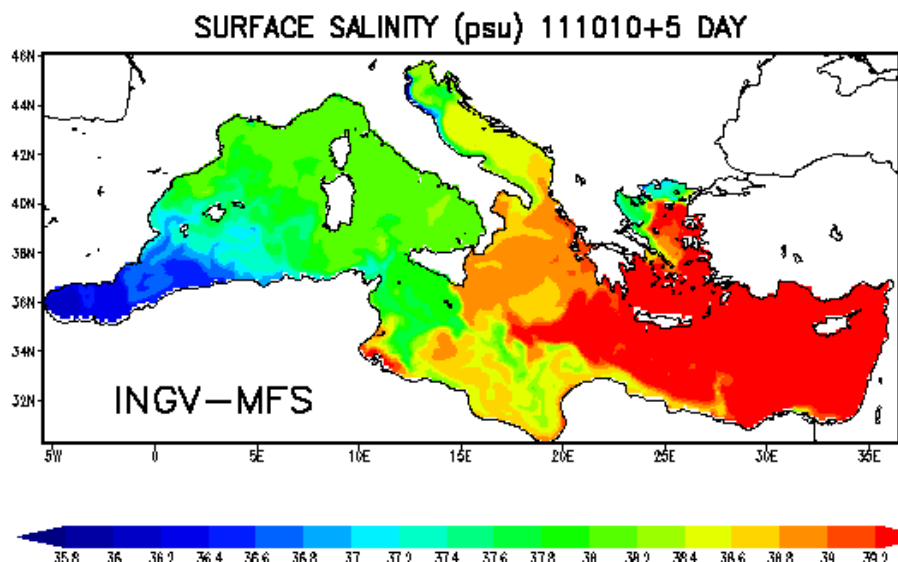 SURFACE SALINITY (psu) 111010+5 DAY
46N
44N
42N
40N
38N
36N
34N
32N
INGV-MFS
5W 0 5E 10E 15E 20E 25E 30E 35E
35.8 36 36.2 36.4 36.6 36.8 37 37.2 37.4 37.6 37.8 38 38.2 38.4 38.6 38.8 39 39.2